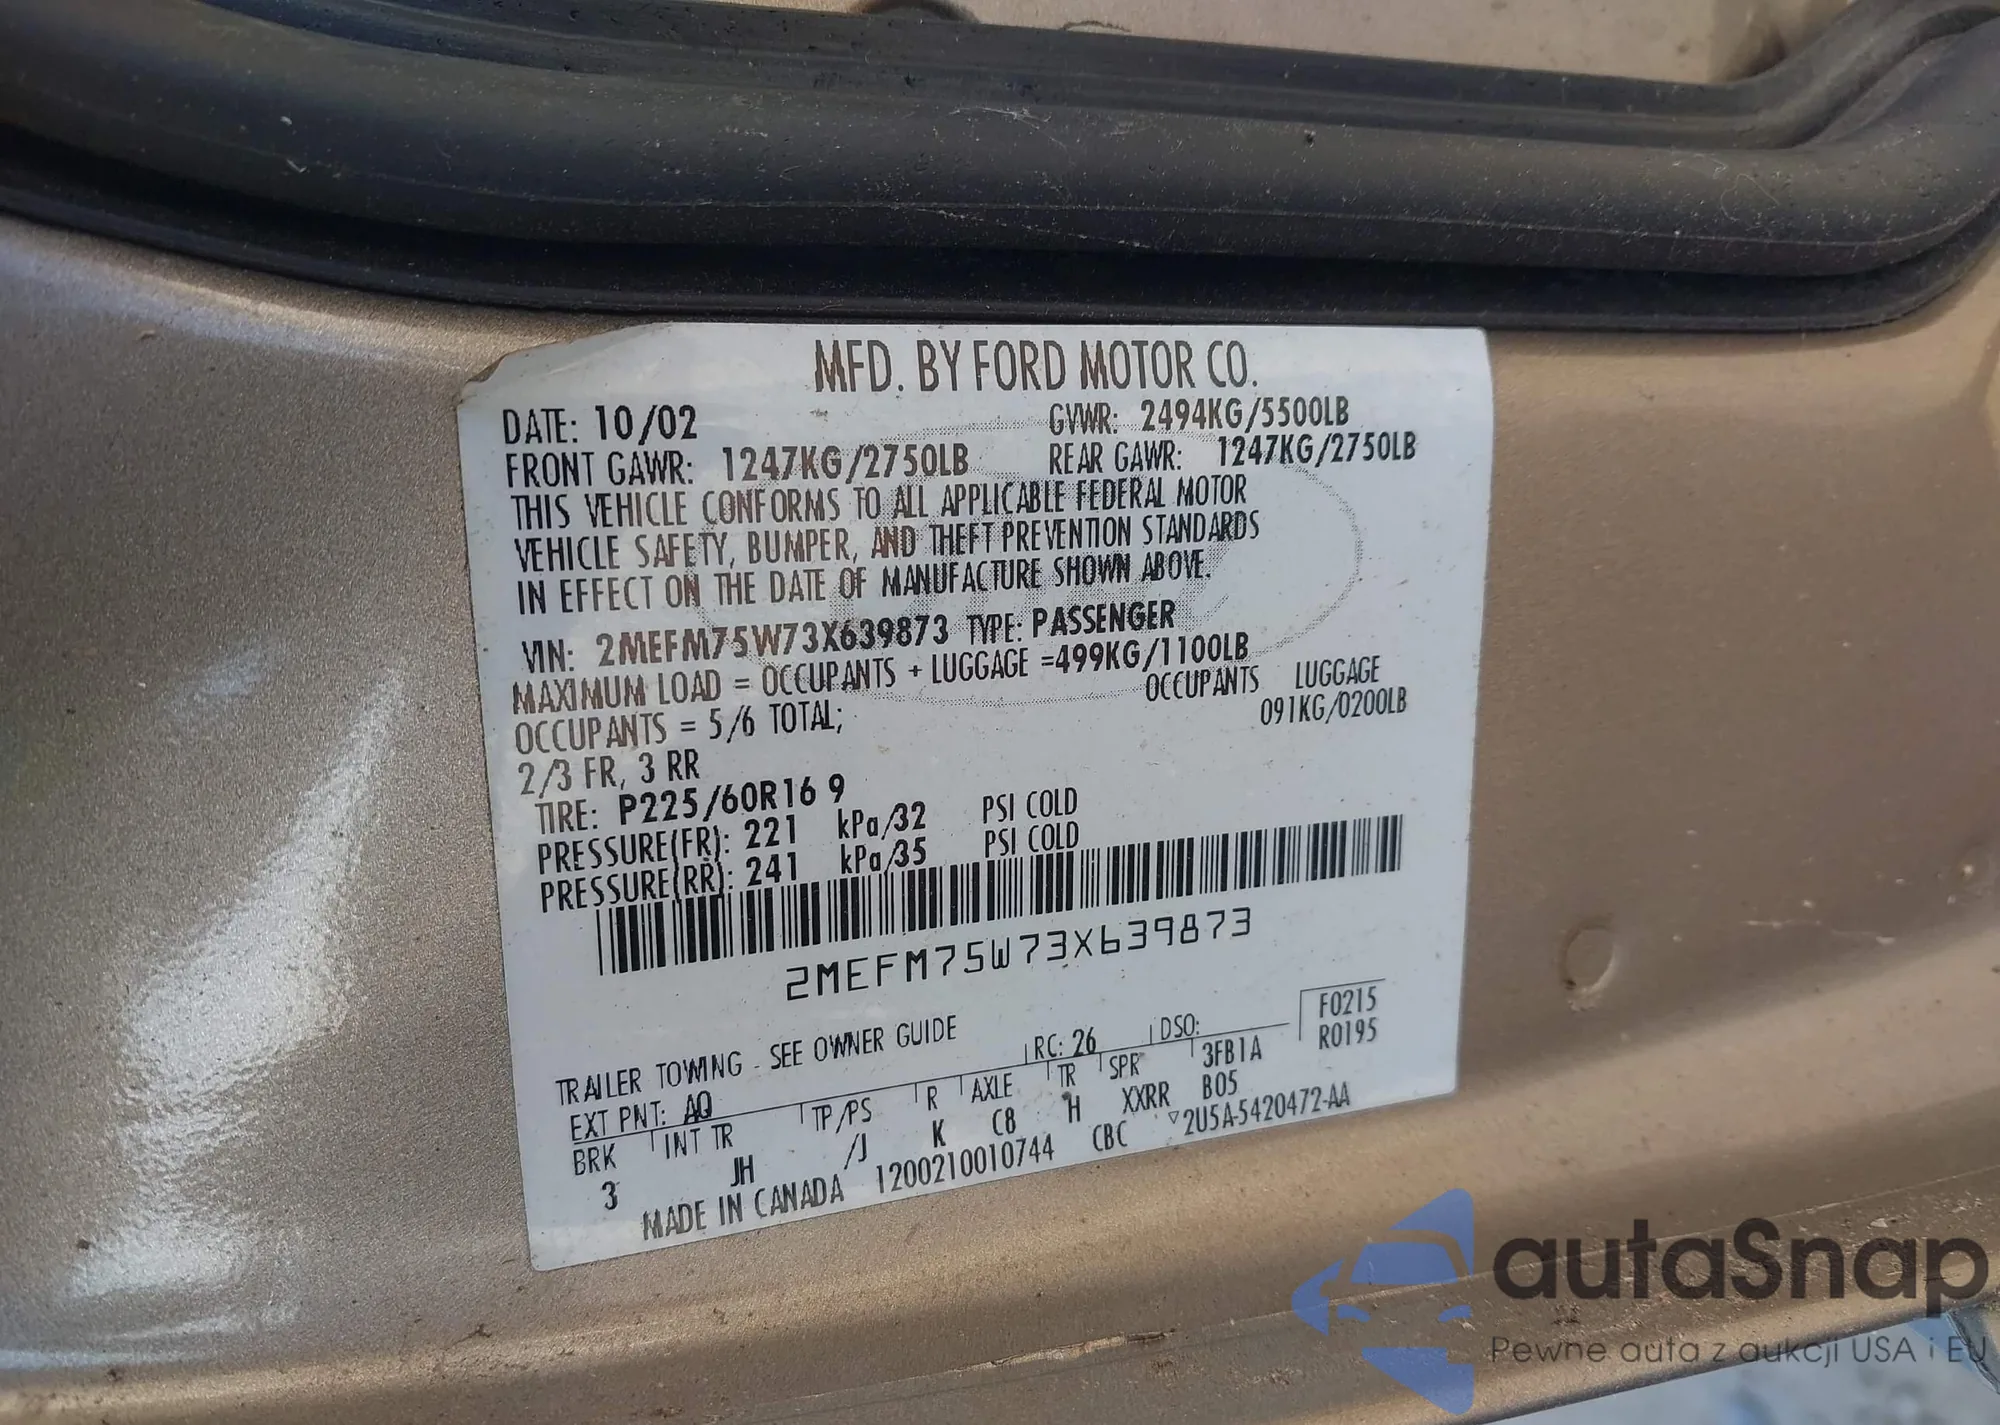 MFD. BY FORD MOTOR CO.
DATE: 10/02 GVWR: 2494KG/5500LB
FRONT GAWR: 1247KG/2750LB REAR GAWR: 1247KG/2750LB
THIS VEHICLE CONFORMS TO ALL APPLICABLE FEDERAL MOTOR
VEHICLE SAFETY, BUMPER, AND THEFT PREVENTION STANDARDS
IN EFFECT ON THE DATE OF MANUFACTURE SHOWN ABOVE.
VIN: 2MEFM75W73X639873 TYPE: PASSENGER
MAXIMUM LOAD = OCCUPANTS + LUGGAGE =499KG/1100LB
OCCUPANTS = 5/6 TOTAL; OCCUPANTS LUGGAGE
2/3 FR, 3 RR 091KG/0200LB
TIRE: P225/60R16 9
PRESSURE(FR): 221 kPa/32 PSI COLD
PRESSURE(RR): 241 kPa/35 PSI COLD
2MEFM75W73X639873
TRAILER TOWING - SEE OWNER GUIDE
EXT PNT: AQ RC: 26 DSO: F0215
BRK INT TR TP/PS R AXLE TR SPR 3FB1A R0195
3 JH /J K C8 H XXRR B05
MADE IN CANADA 1200210010744 CBC ▽2U5A-5420472-AA
autaSnap
Pewne auta z aukcji USA i EU